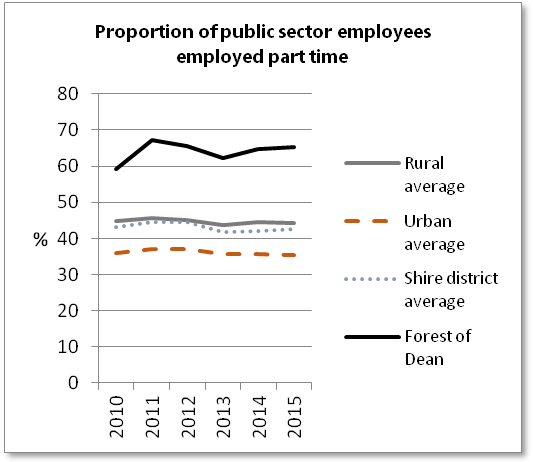 Proportion of public sector employees
employed part time
80
70
60
50
40
30
20
10
0
%
2010
2011
2012
2013
2014
2015
Rural
average
Urban
average
Shire district
average
Forest of
Dean